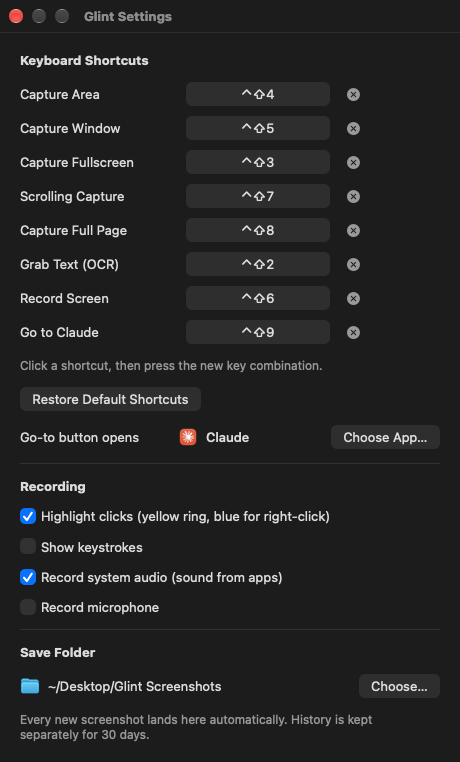 Glint Settings
Keyboard Shortcuts
Capture Area ⌃⇧4
Capture Window ⌃⇧5
Capture Fullscreen ⌃⇧3
Scrolling Capture ⌃⇧7
Capture Full Page ⌃⇧8
Grab Text (OCR) ⌃⇧2
Record Screen ⌃⇧6
Go to Claude ⌃⇧9
Click a shortcut, then press the new key combination.
Restore Default Shortcuts
Go-to button opens Claude Choose App...
Recording
Highlight clicks (yellow ring, blue for right-click)
Show keystrokes
Record system audio (sound from apps)
Record microphone
Save Folder
~/Desktop/Glint Screenshots Choose...
Every new screenshot lands here automatically. History is kept
separately for 30 days.